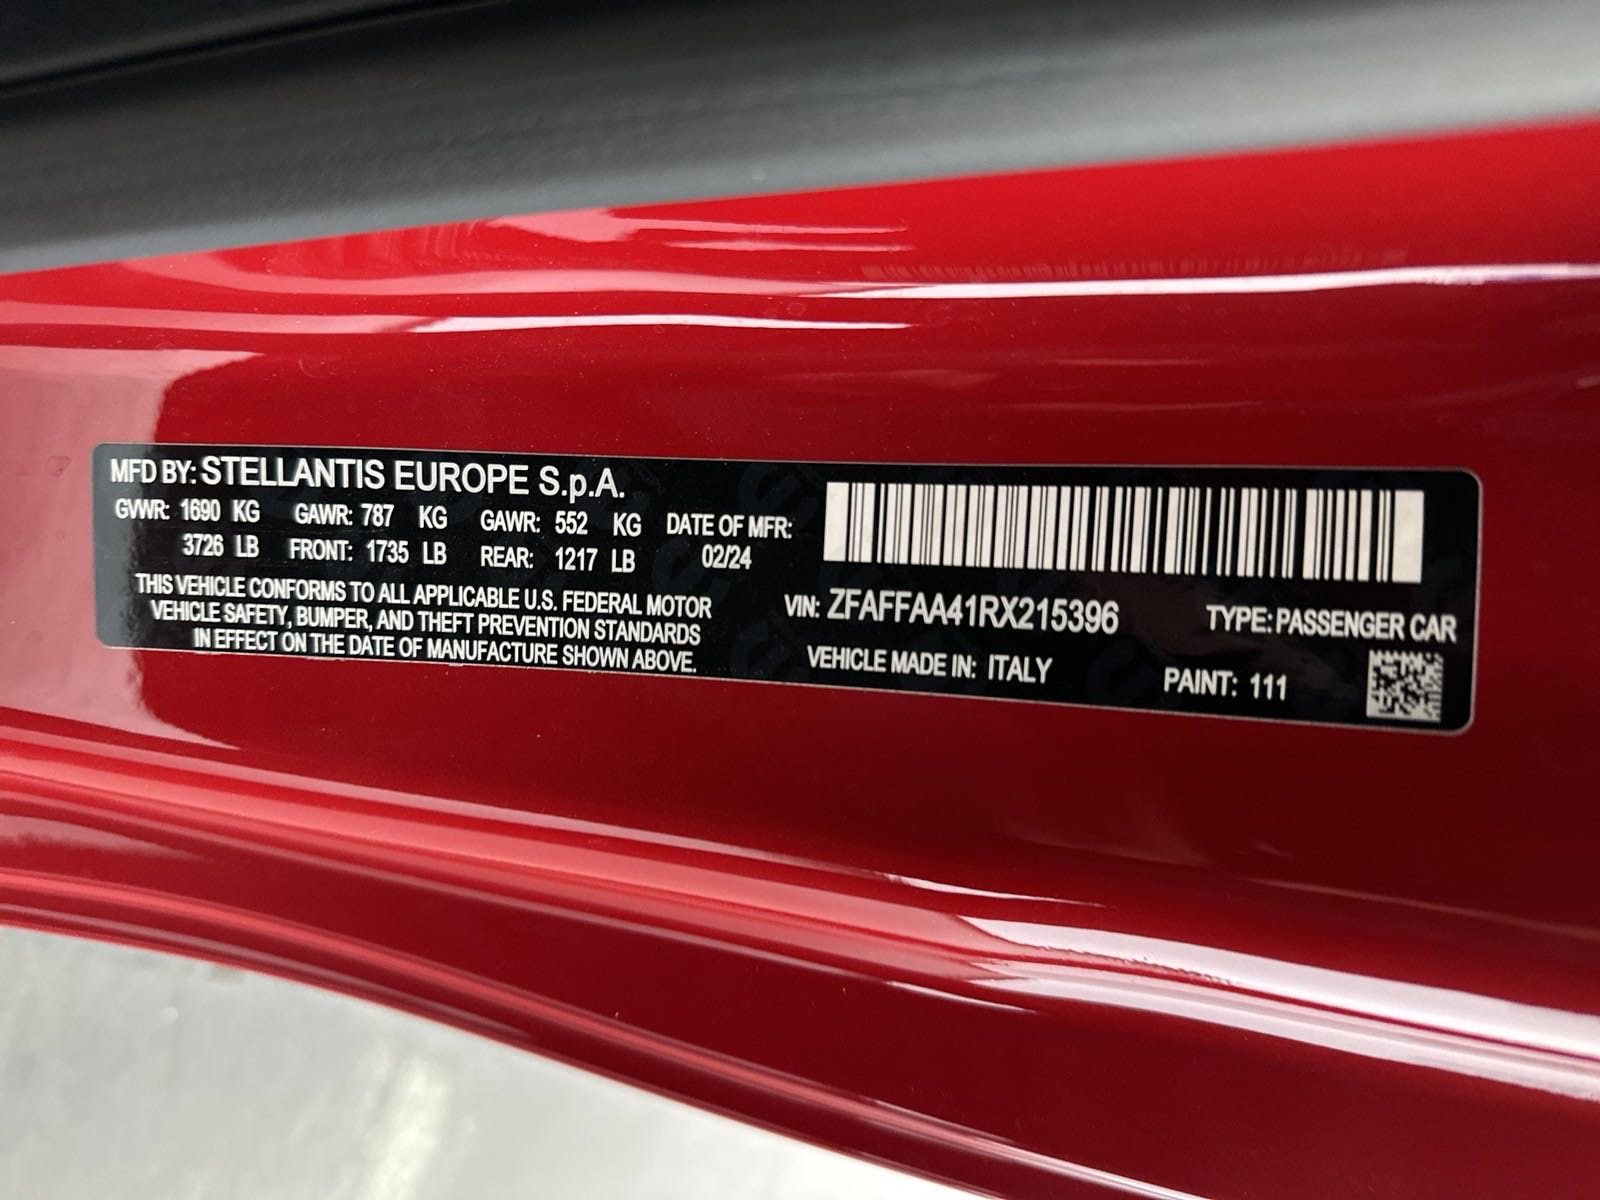 MFD BY: STELLANTIS EUROPE S.p.A.
GVWR: 1690 KG GAWR: 787 KG GAWR: 552 KG DATE OF MFR:
3726 LB FRONT: 1735 LB REAR: 1217 LB 02/24
THIS VEHICLE CONFORMS TO ALL APPLICABLE U.S. FEDERAL MOTOR
VEHICLE SAFETY, BUMPER, AND THEFT PREVENTION STANDARDS
IN EFFECT ON THE DATE OF MANUFACTURE SHOWN ABOVE.
VIN: ZFAFFAA41RX215396 TYPE: PASSENGER CAR
VEHICLE MADE IN: ITALY PAINT: 111